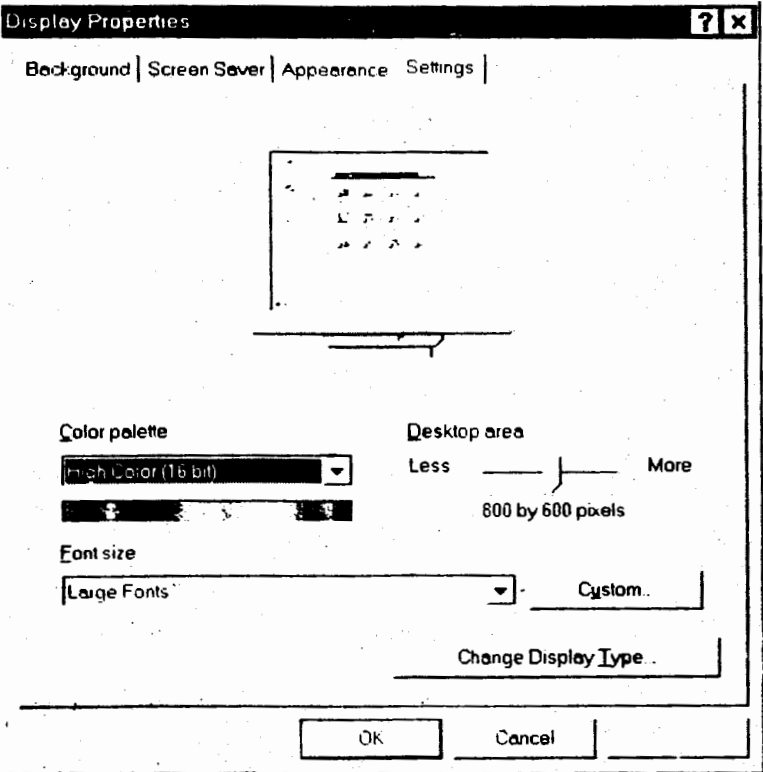 Display Properties ? ×
Background Screen Saver Appearance Settings
Color palette Desktop area
High Color (16 bit) Less More
800 by 600 pixels
Font size
Large Fonts Custom..
Change Display Type...
OK Cancel